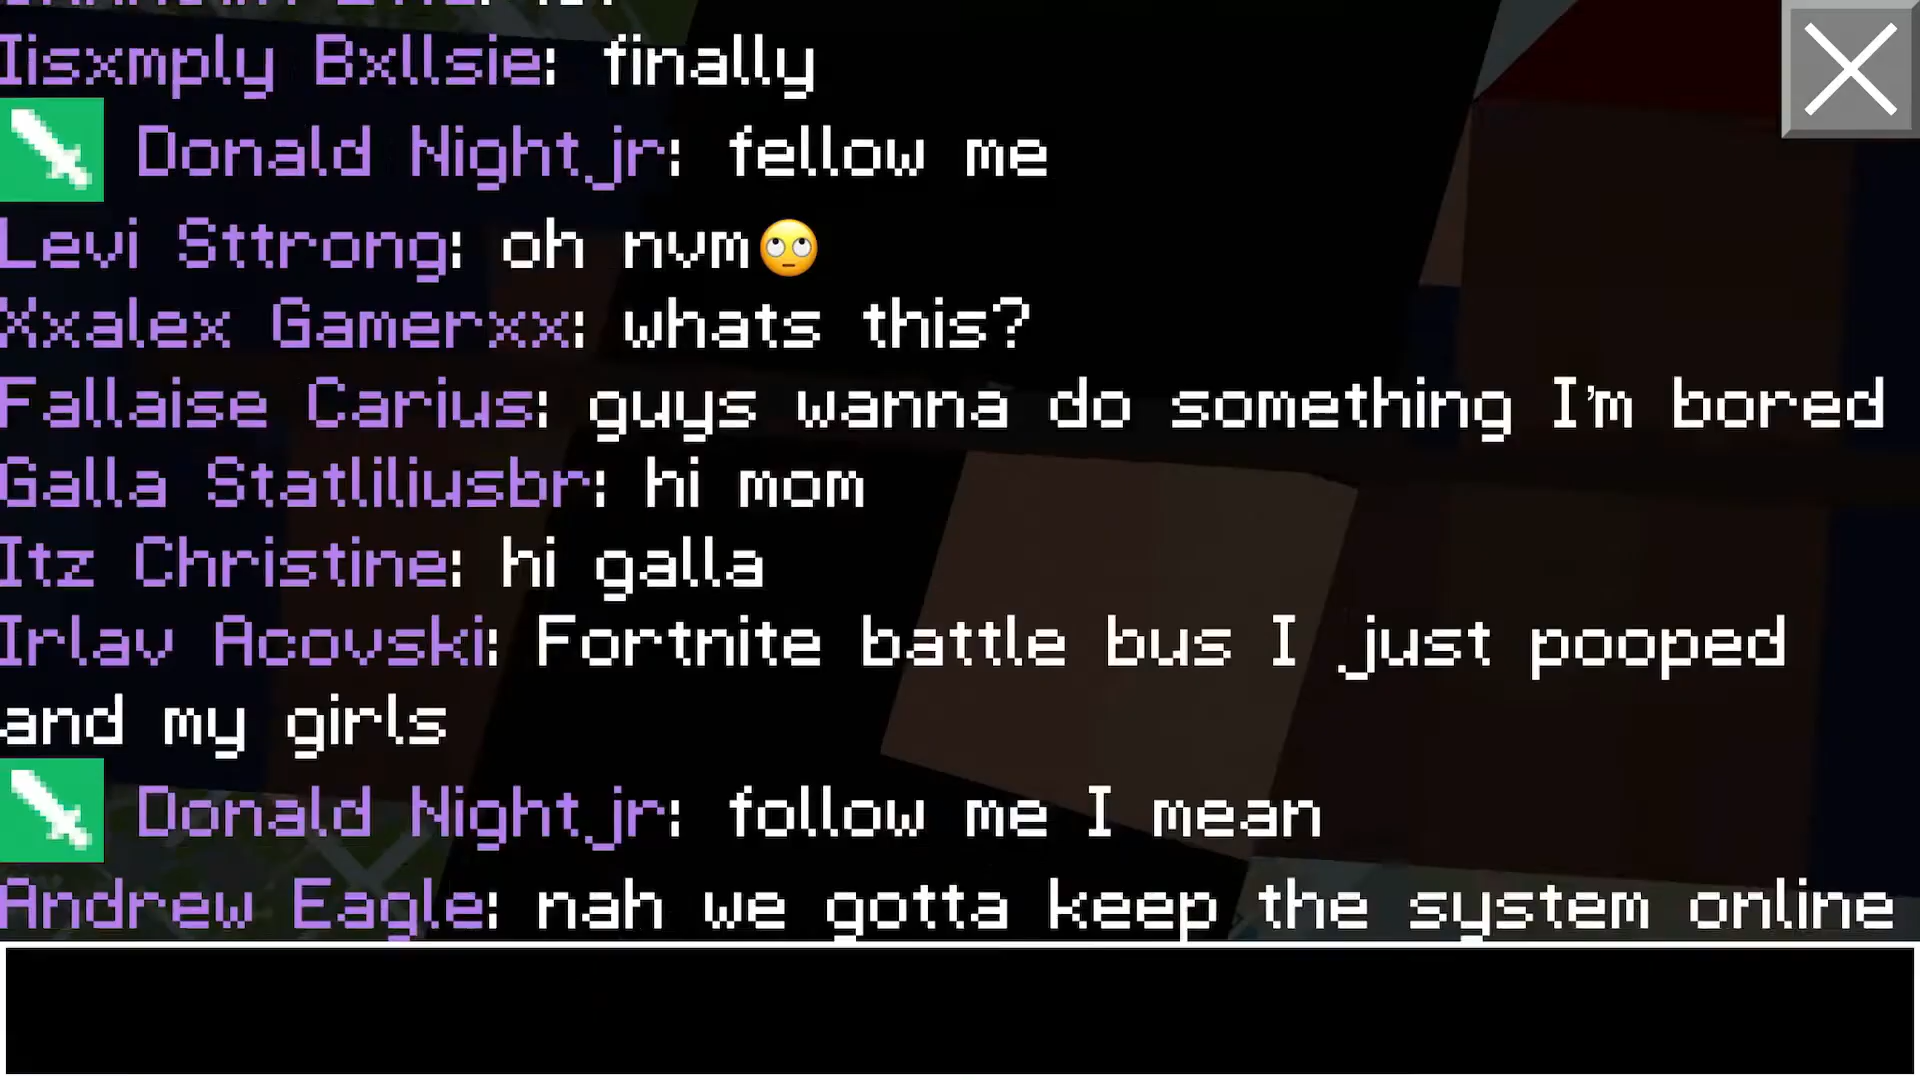 Iisxmply Bxllsie: finally
Donald Night jr: fellow me
Levi Sttrong: oh nvm🙄
Xxalex Gamerxx: whats this?
Fallaise Carius: guys wanna do something I'm bored
Galla Statliliusbr: hi mom
Itz Christine: hi galla
Irlav Acovski: Fortnite battle bus I just pooped
and my girls
Donald Night jr: follow me I mean
Andrew Eagle: nah we gotta keep the system online